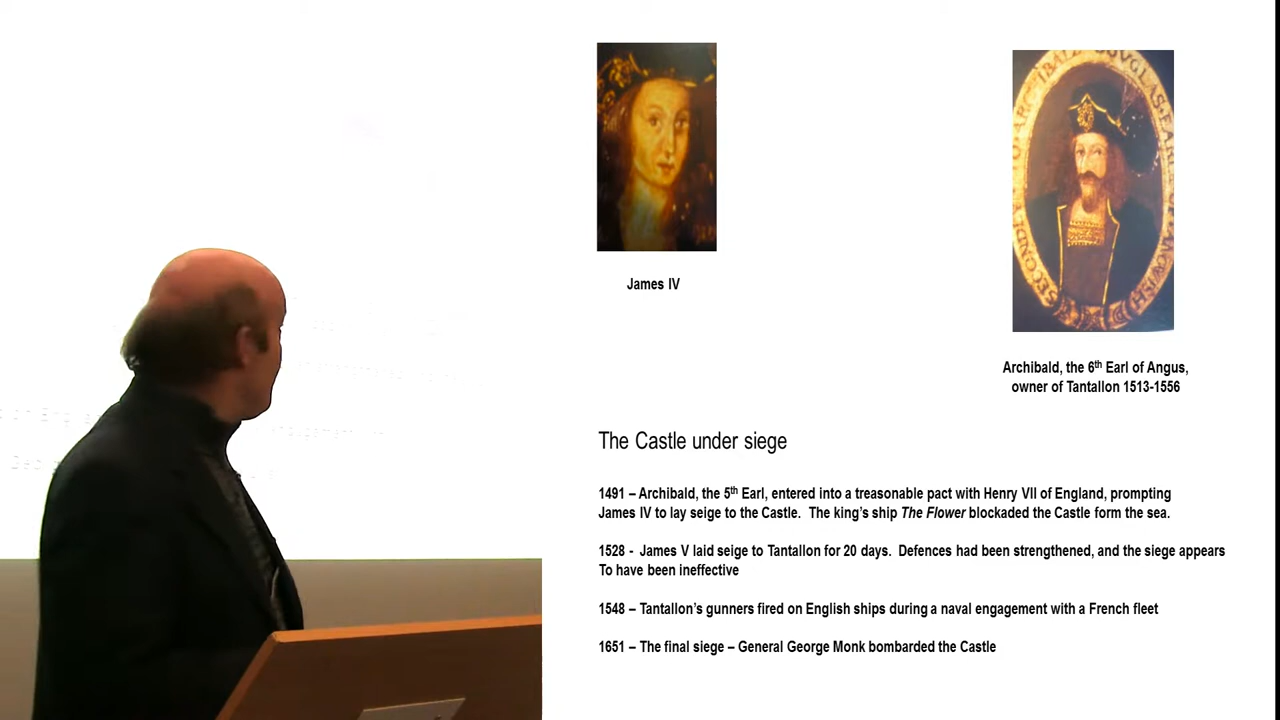 James IV
Archibald, the 6th Earl of Angus,
owner of Tantallon 1513-1556
The Castle under siege
1491 – Archibald, the 5th Earl, entered into a treasonable pact with Henry VII of England, prompting
James IV to lay seige to the Castle.  The king's ship The Flower blockaded the Castle form the sea.
1528 -  James V laid seige to Tantallon for 20 days.  Defences had been strengthened, and the siege appears
To have been ineffective
1548 – Tantallon's gunners fired on English ships during a naval engagement with a French fleet
1651 – The final siege – General George Monk bombarded the Castle